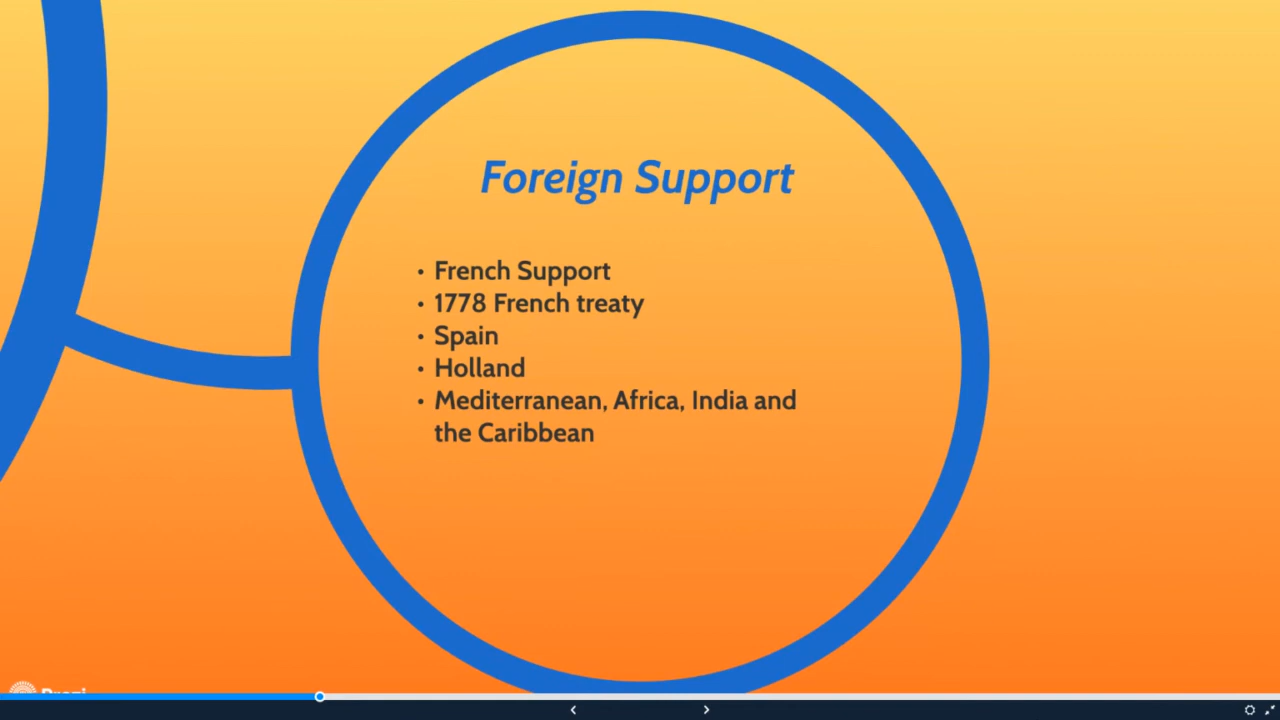 Foreign Support
• French Support
• 1778 French treaty
• Spain
• Holland
• Mediterranean, Africa, India and
the Caribbean